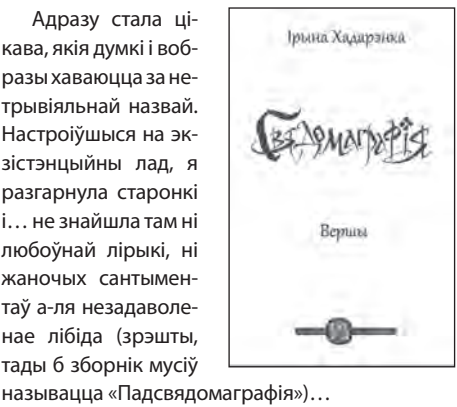 Адразу стала ці-
кава, якія думкі і воб-
разы хаваюцца за не-
трывіяльнай назвай.
Настроіўшыся на эк-
зістэнцыйны лад, я
разгарнула старонкі
і… не знайшла там ні
любоўнай лірыкі, ні
жаночых сантымен-
таў а-ля незадаволе-
нае лібіда (зрэшты,
тады б зборнік мусіў
называцца «Падсвядомаграфія»)…
Ірына Хадарэнка
Свядомаграфія
Вершы